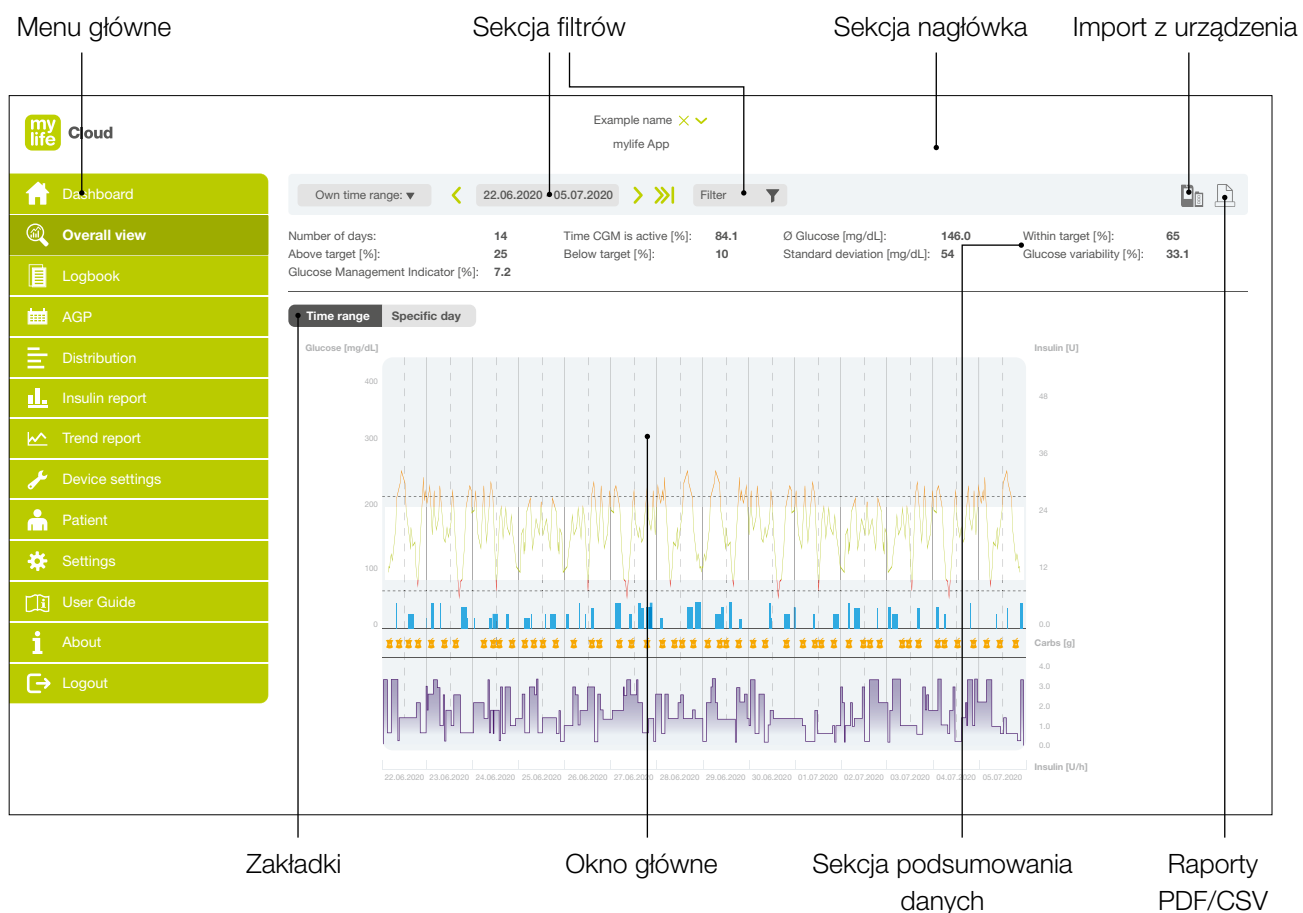 Menu główne
Sekcja filtrów
Sekcja nagłówka
Import z urządzenia
my
life
Cloud
Example name
mylife App
Dashboard
Overall view
Logbook
AGP
Distribution
Insulin report
Trend report
Device settings
Patient
Settings
User Guide
About
Logout
Own time range: 22.06.2020 05.07.2020 Filter
Number of days: 14 Time CGM is active [%]: 84.1 Ø Glucose [mg/dL]: 146.0 Within target [%]: 65
Above target [%]: 25 Below target [%]: 10 Standard deviation [mg/dL]: 54 Glucose variability [%]: 33.1
Glucose Management Indicator [%]: 7.2
Time range Specific day
Glucose [mg/dL] Insulin [U]
400
48
300
36
200
24
100
12
0
0.0
Carbs [g]
4.0
3.0
2.0
1.0
0.0
Insulin [U/h]
22.06.2020 23.06.2020 24.06.2020 25.06.2020 26.06.2020 27.06.2020 28.06.2020 29.06.2020 30.06.2020 01.07.2020 02.07.2020 03.07.2020 04.07.2020 05.07.2020
Zakładki
Okno główne
Sekcja podsumowania
danych
Raporty
PDF/CSV